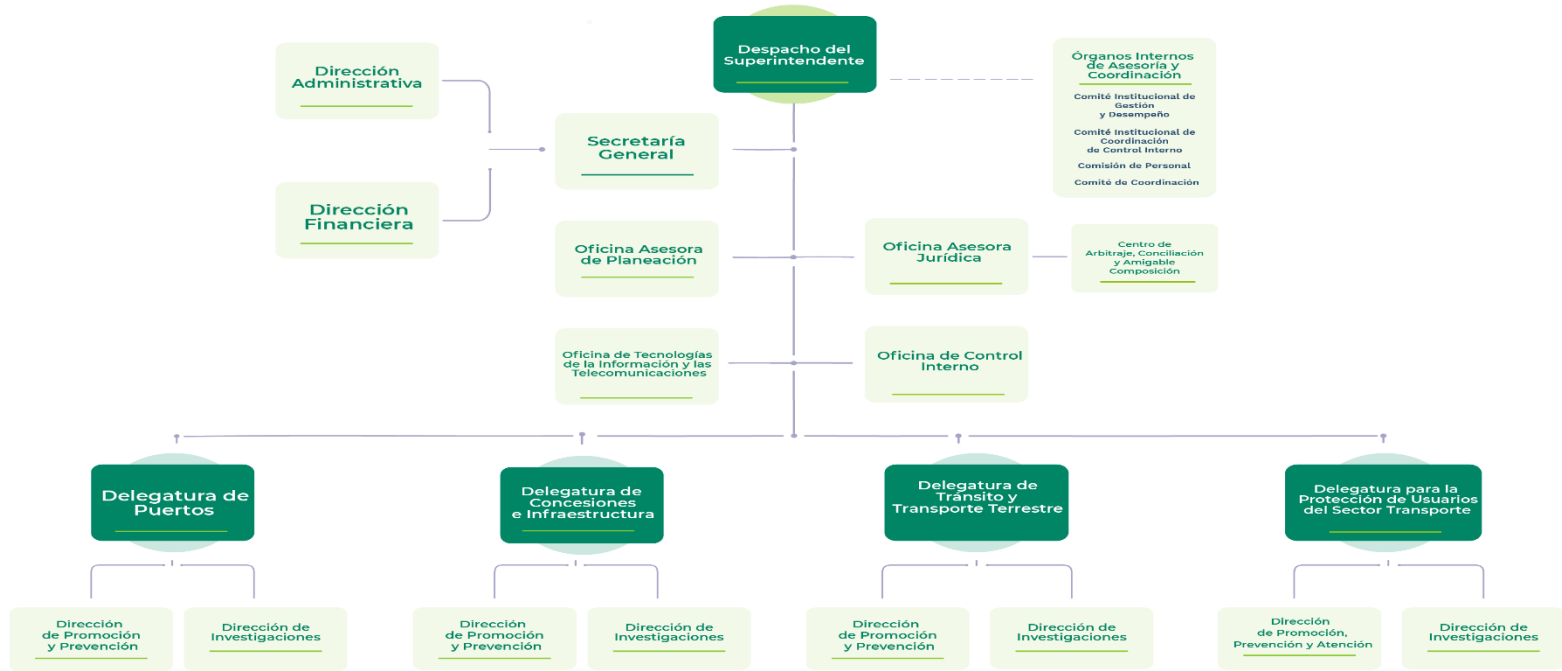 Despacho del
Superintendente
Órganos Internos
de Asesoría y
Coordinación
Comité Institucional de
Gestión
y Desempeño
Comité Institucional de
Coordinación
de Control Interno
Comisión de Personal
Comité de Coordinación
Dirección
Administrativa
Secretaría
General
Dirección
Financiera
Oficina Asesora
de Planeación
Oficina Asesora
Jurídica
Centro de
Arbitraje, Conciliación
y Amigable
Composición
Oficina de Tecnologías
de la Información y las
Telecomunicaciones
Oficina de Control
Interno
Delegatura de
Puertos
Delegatura de
Concesiones
e Infraestructura
Delegatura de
Tránsito y
Transporte Terrestre
Delegatura para la
Protección de Usuarios
del Sector Transporte
Dirección
de Promoción
y Prevención
Dirección de
Investigaciones
Dirección
de Promoción
y Prevención
Dirección de
Investigaciones
Dirección
de Promoción
y Prevención
Dirección de
Investigaciones
Dirección
de Promoción,
Prevención y Atención
Dirección de
Investigaciones